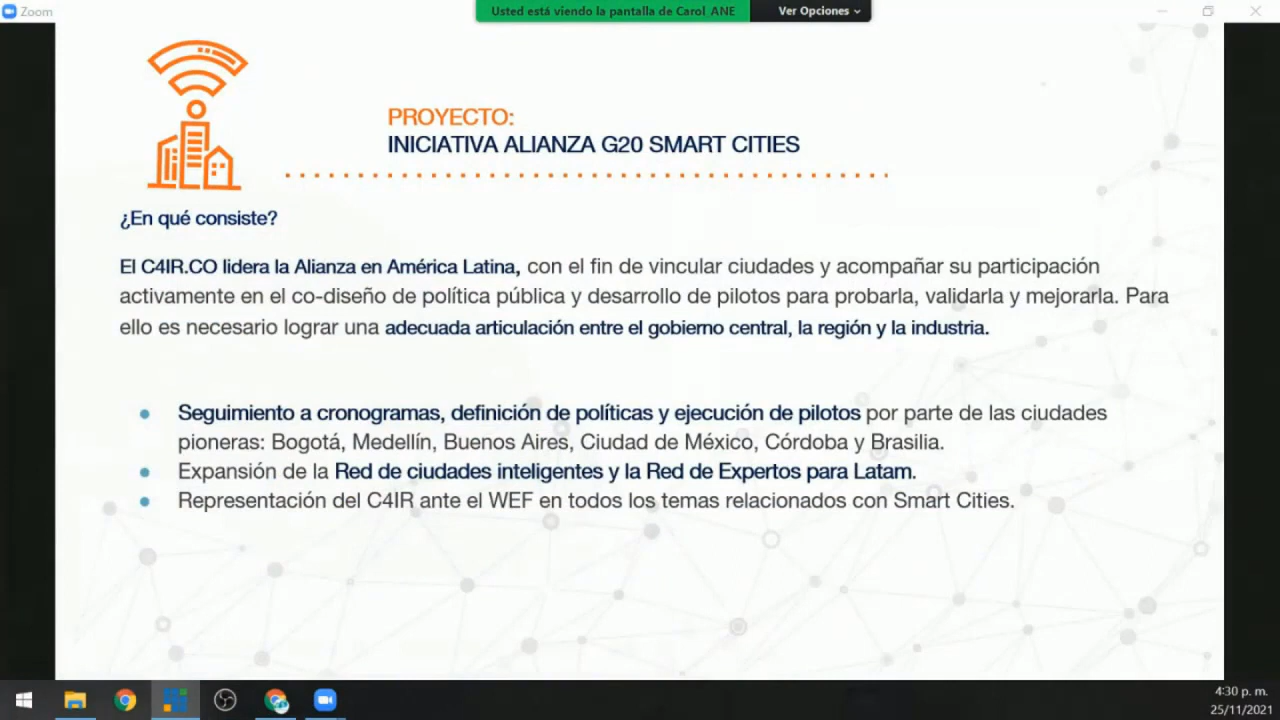 Zoom
Usted está viendo la pantalla de Carol ANE
Ver Opciones
PROYECTO:
INICIATIVA ALIANZA G20 SMART CITIES
¿En qué consiste?
El C4IR.CO lidera la Alianza en América Latina, con el fin de vincular ciudades y acompañar su participación
activamente en el co-diseño de política pública y desarrollo de pilotos para probarla, validarla y mejorarla. Para
ello es necesario lograr una adecuada articulación entre el gobierno central, la región y la industria.
Seguimiento a cronogramas, definición de políticas y ejecución de pilotos por parte de las ciudades
pioneras: Bogotá, Medellín, Buenos Aires, Ciudad de México, Córdoba y Brasilia.
Expansión de la Red de ciudades inteligentes y la Red de Expertos para Latam.
Representación del C4IR ante el WEF en todos los temas relacionados con Smart Cities.
4:30 p. m.
25/11/2021